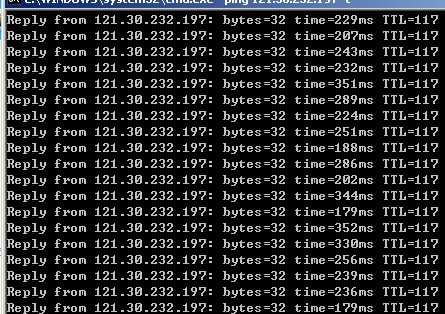 C:\WINDOWS\system32\cmd.exe - ping 121.30.232.197 -t
Reply from 121.30.232.197: bytes=32 time=229ms TTL=117
Reply from 121.30.232.197: bytes=32 time=207ms TTL=117
Reply from 121.30.232.197: bytes=32 time=243ms TTL=117
Reply from 121.30.232.197: bytes=32 time=232ms TTL=117
Reply from 121.30.232.197: bytes=32 time=351ms TTL=117
Reply from 121.30.232.197: bytes=32 time=289ms TTL=117
Reply from 121.30.232.197: bytes=32 time=224ms TTL=117
Reply from 121.30.232.197: bytes=32 time=251ms TTL=117
Reply from 121.30.232.197: bytes=32 time=188ms TTL=117
Reply from 121.30.232.197: bytes=32 time=286ms TTL=117
Reply from 121.30.232.197: bytes=32 time=202ms TTL=117
Reply from 121.30.232.197: bytes=32 time=344ms TTL=117
Reply from 121.30.232.197: bytes=32 time=179ms TTL=117
Reply from 121.30.232.197: bytes=32 time=352ms TTL=117
Reply from 121.30.232.197: bytes=32 time=330ms TTL=117
Reply from 121.30.232.197: bytes=32 time=256ms TTL=117
Reply from 121.30.232.197: bytes=32 time=239ms TTL=117
Reply from 121.30.232.197: bytes=32 time=236ms TTL=117
Reply from 121.30.232.197: bytes=32 time=179ms TTL=117